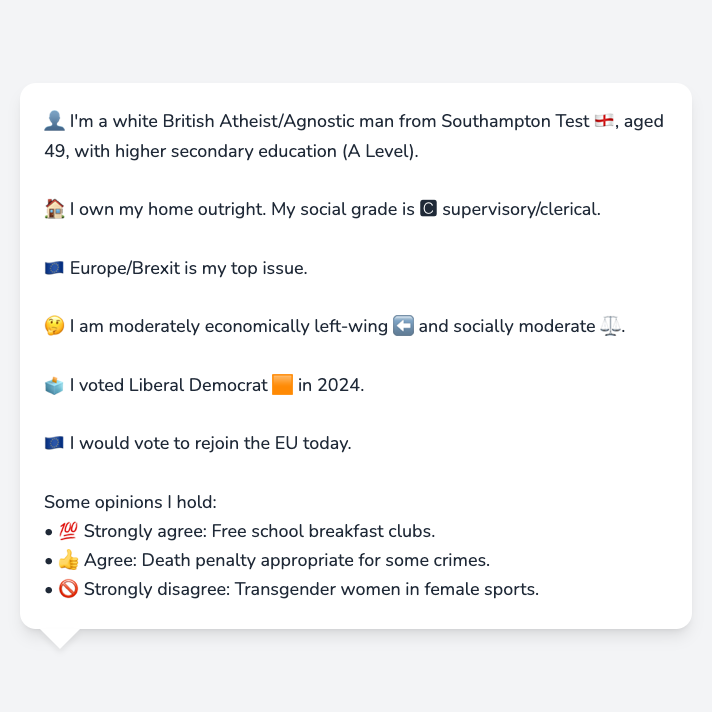 👤 I'm a white British Atheist/Agnostic man from Southampton Test 🏴󠁧󠁢󠁥󠁮󠁧󠁿, aged
49, with higher secondary education (A Level).
🏠 I own my home outright. My social grade is 🅲 supervisory/clerical.
🇪🇺 Europe/Brexit is my top issue.
🤔 I am moderately economically left-wing ⬅️ and socially moderate ⚖️.
🗳️ I voted Liberal Democrat 🟧 in 2024.
🇪🇺 I would vote to rejoin the EU today.
Some opinions I hold:
• 💯 Strongly agree: Free school breakfast clubs.
• 👍 Agree: Death penalty appropriate for some crimes.
• 🚫 Strongly disagree: Transgender women in female sports.